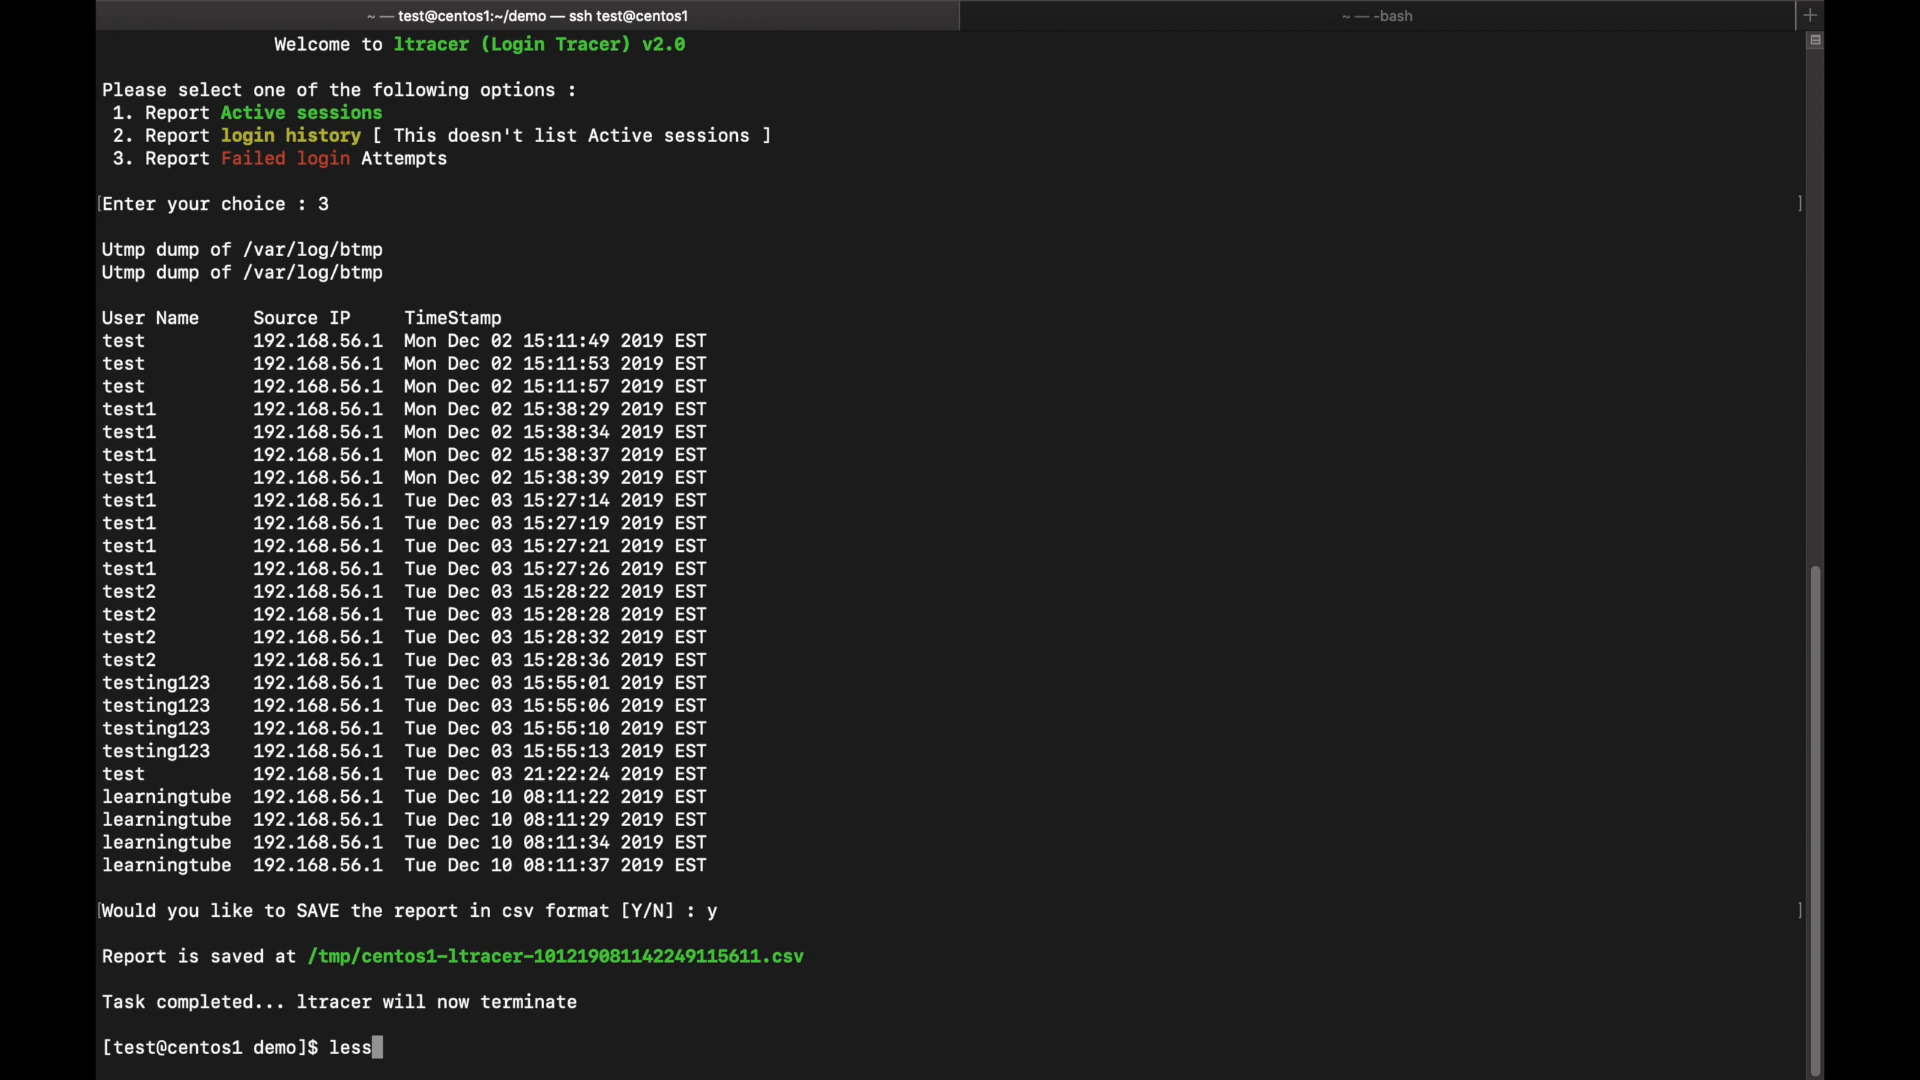 ~ — test@centos1:~/demo — ssh test@centos1
~ — -bash
Welcome to ltracer (Login Tracer) v2.0
Please select one of the following options :
1. Report Active sessions
2. Report login history [ This doesn't list Active sessions ]
3. Report Failed login Attempts
[Enter your choice : 3 ]
Utmp dump of /var/log/btmp
Utmp dump of /var/log/btmp
User Name Source IP TimeStamp
test 192.168.56.1 Mon Dec 02 15:11:49 2019 EST
test 192.168.56.1 Mon Dec 02 15:11:53 2019 EST
test 192.168.56.1 Mon Dec 02 15:11:57 2019 EST
test1 192.168.56.1 Mon Dec 02 15:38:29 2019 EST
test1 192.168.56.1 Mon Dec 02 15:38:34 2019 EST
test1 192.168.56.1 Mon Dec 02 15:38:37 2019 EST
test1 192.168.56.1 Mon Dec 02 15:38:39 2019 EST
test1 192.168.56.1 Tue Dec 03 15:27:14 2019 EST
test1 192.168.56.1 Tue Dec 03 15:27:19 2019 EST
test1 192.168.56.1 Tue Dec 03 15:27:21 2019 EST
test1 192.168.56.1 Tue Dec 03 15:27:26 2019 EST
test2 192.168.56.1 Tue Dec 03 15:28:22 2019 EST
test2 192.168.56.1 Tue Dec 03 15:28:28 2019 EST
test2 192.168.56.1 Tue Dec 03 15:28:32 2019 EST
test2 192.168.56.1 Tue Dec 03 15:28:36 2019 EST
testing123 192.168.56.1 Tue Dec 03 15:55:01 2019 EST
testing123 192.168.56.1 Tue Dec 03 15:55:06 2019 EST
testing123 192.168.56.1 Tue Dec 03 15:55:10 2019 EST
testing123 192.168.56.1 Tue Dec 03 15:55:13 2019 EST
test 192.168.56.1 Tue Dec 03 21:22:24 2019 EST
learningtube 192.168.56.1 Tue Dec 10 08:11:22 2019 EST
learningtube 192.168.56.1 Tue Dec 10 08:11:29 2019 EST
learningtube 192.168.56.1 Tue Dec 10 08:11:34 2019 EST
learningtube 192.168.56.1 Tue Dec 10 08:11:37 2019 EST
[Would you like to SAVE the report in csv format [Y/N] : y ]
Report is saved at /tmp/centos1-ltracer-101219081142249115611.csv
Task completed... ltracer will now terminate
[test@centos1 demo]$ less